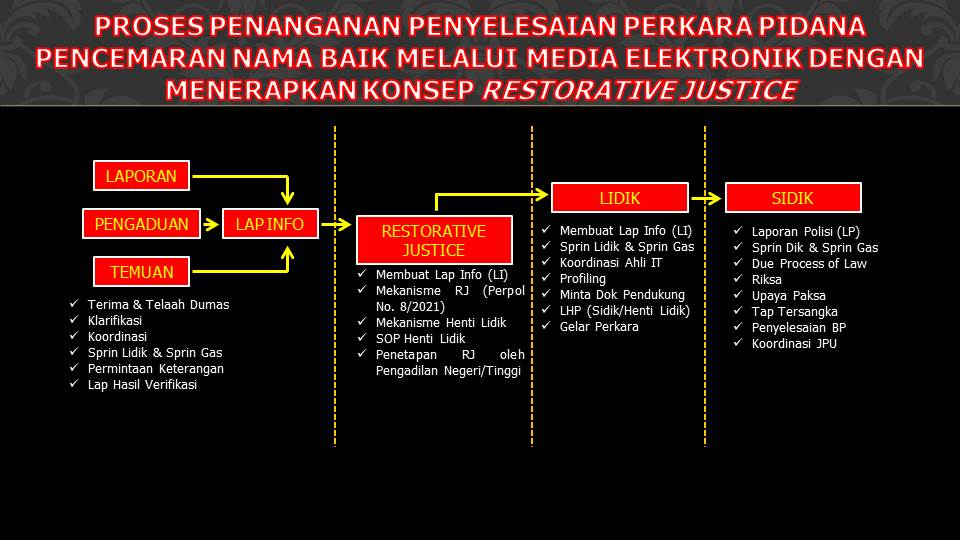 PROSES PENANGANAN PENYELESAIAN PERKARA PIDANA
PENCEMARAN NAMA BAIK MELALUI MEDIA ELEKTRONIK DENGAN
MENERAPKAN KONSEP RESTORATIVE JUSTICE
LAPORAN
PENGADUAN
TEMUAN
LAP INFO
✓ Terima & Telaah Dumas
✓ Klarifikasi
✓ Koordinasi
✓ Sprin Lidik & Sprin Gas
✓ Permintaan Keterangan
✓ Lap Hasil Verifikasi
RESTORATIVE
JUSTICE
✓ Membuat Lap Info (LI)
✓ Mekanisme RJ (Perpol
No. 8/2021)
✓ Mekanisme Henti Lidik
✓ SOP Henti Lidik
✓ Penetapan RJ oleh
Pengadilan Negeri/Tinggi
LIDIK
✓ Membuat Lap Info (LI)
✓ Sprin Lidik & Sprin Gas
✓ Koordinasi Ahli IT
✓ Profiling
✓ Minta Dok Pendukung
✓ LHP (Sidik/Henti Lidik)
✓ Gelar Perkara
SIDIK
✓ Laporan Polisi (LP)
✓ Sprin Dik & Sprin Gas
✓ Due Process of Law
✓ Riksa
✓ Upaya Paksa
✓ Tap Tersangka
✓ Penyelesaian BP
✓ Koordinasi JPU